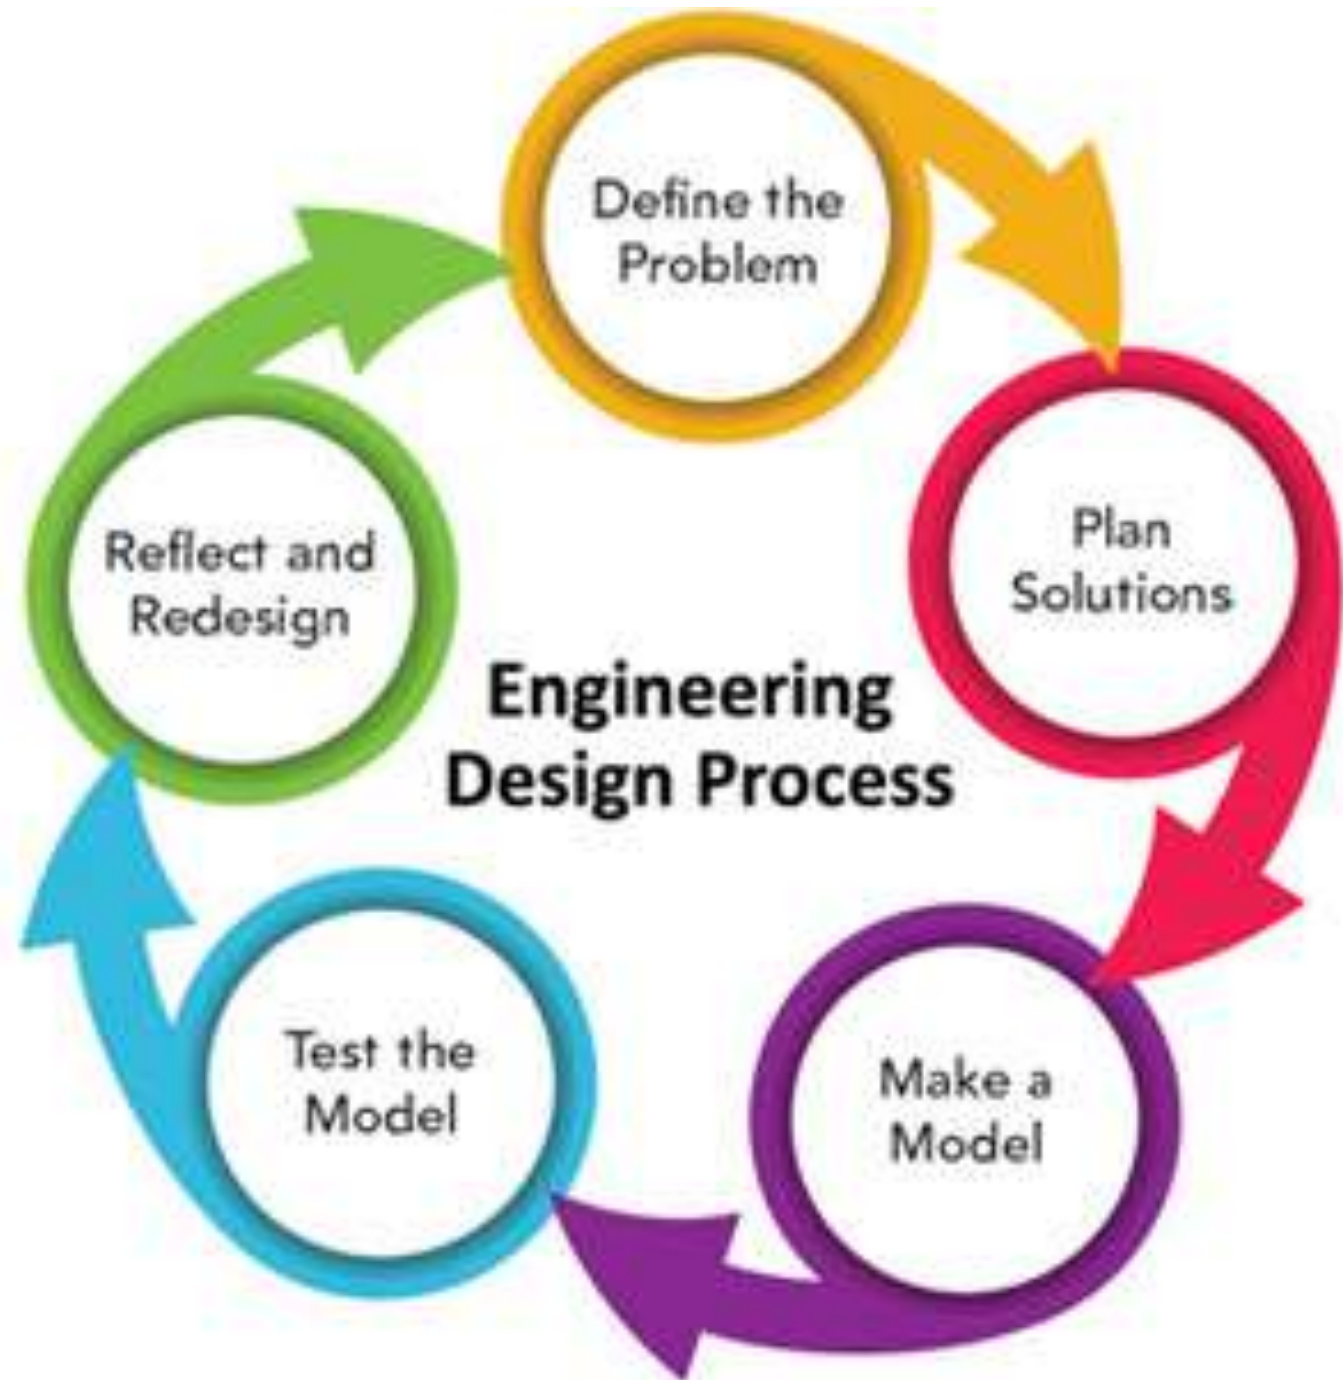 Define the
Problem
Plan
Solutions
Make a
Model
Test the
Model
Reflect and
Redesign
Engineering
Design Process